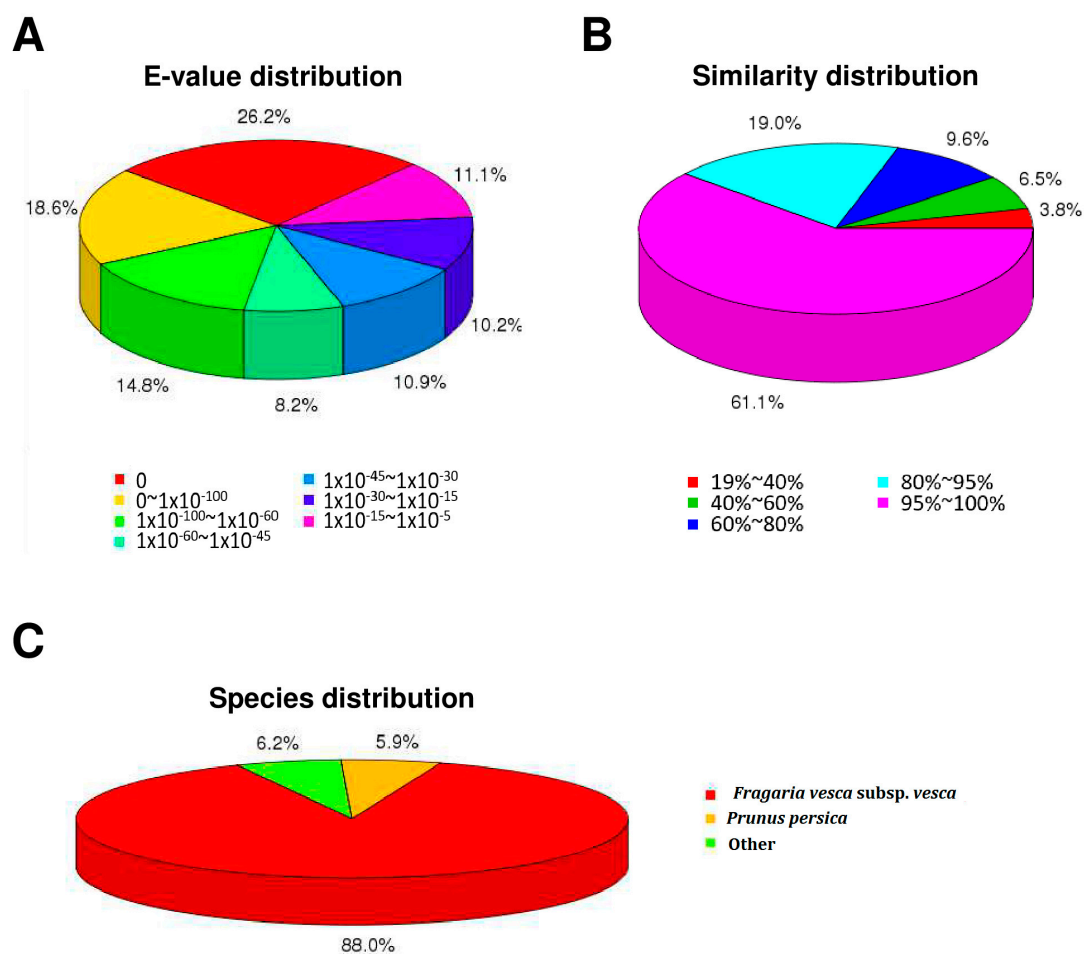 A
E-value distribution
26.2%
11.1%
18.6%
10.2%
14.8%
8.2%
10.9%
0
0~1x10⁻¹⁰⁰
1x10⁻¹⁰⁰~1x10⁻⁶⁰
1x10⁻⁶⁰~1x10⁻⁴⁵
1x10⁻⁴⁵~1x10⁻³⁰
1x10⁻³⁰~1x10⁻¹⁵
1x10⁻¹⁵~1x10⁻⁵
B
Similarity distribution
19.0%
9.6%
6.5%
3.8%
61.1%
19%~40%
40%~60%
60%~80%
80%~95%
95%~100%
C
Species distribution
6.2%
5.9%
88.0%
Fragaria vesca subsp. vesca
Prunus persica
Other